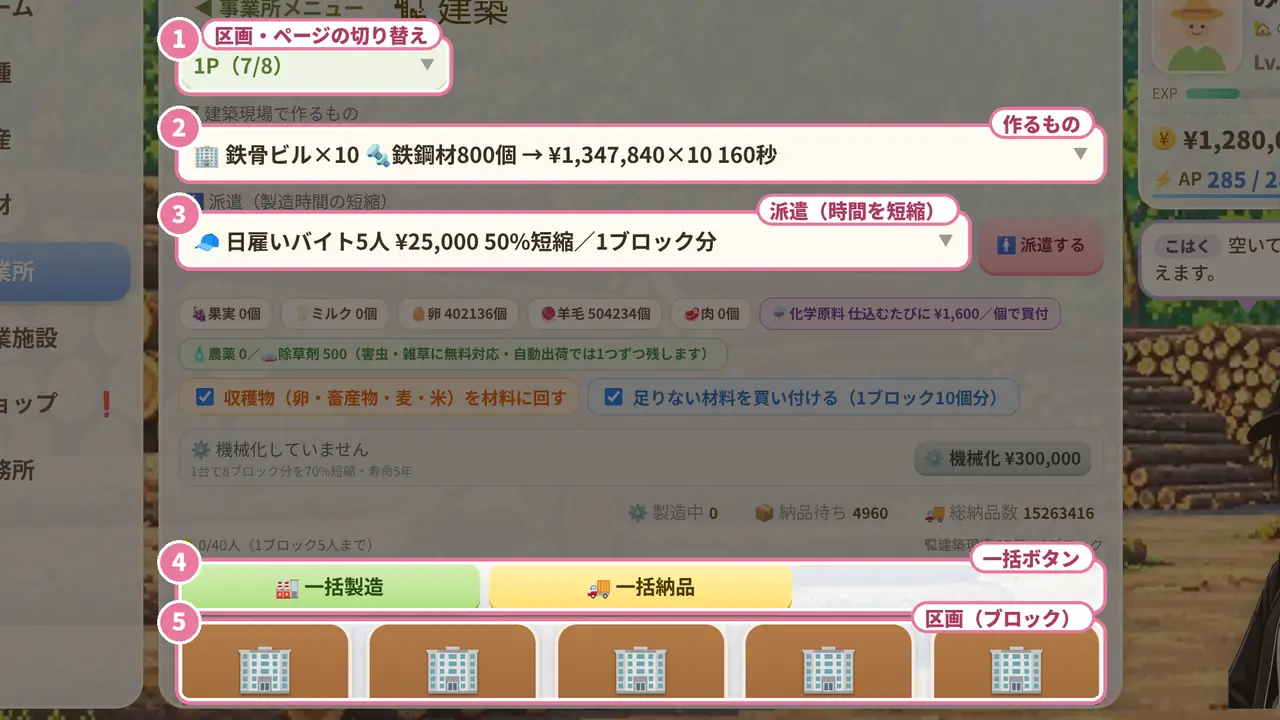 ◀事業所メニュー 🏗 建築
1 区画・ページの切り替え
1P（7/8） ▼
建築現場で作るもの
2 作るもの
鉄骨ビル×10 鉄鋼材800個 → ¥1,347,840×10 160秒 ▼
派遣（製造時間の短縮）
3 派遣（時間を短縮）
日雇いバイト5人 ¥25,000 50%短縮／1ブロック分 ▼
派遣する
果実 0個 ミルク 0個 卵 402136個 羊毛 504234個 肉 0個 化学原料 仕込むたびに ¥1,600／個で買付
農薬 0／除草剤 500（害虫・雑草に無料対応・自動出荷では1つずつ残します）
収穫物（卵・畜産物・麦・米）を材料に回す 足りない材料を買い付ける（1ブロック10個分）
機械化していません
1台で8ブロック分を70%短縮・寿命5年
機械化 ¥300,000
製造中 0 納品待ち 4960 総納品数 15263416
0/40人（1ブロック5人まで）
4 一括ボタン
一括製造 一括納品
5 区画（ブロック）
業所
ョップ ❗
務所
Lv.
EXP
¥1,280,
AP 285 / 2
こはく 空いて
えます。